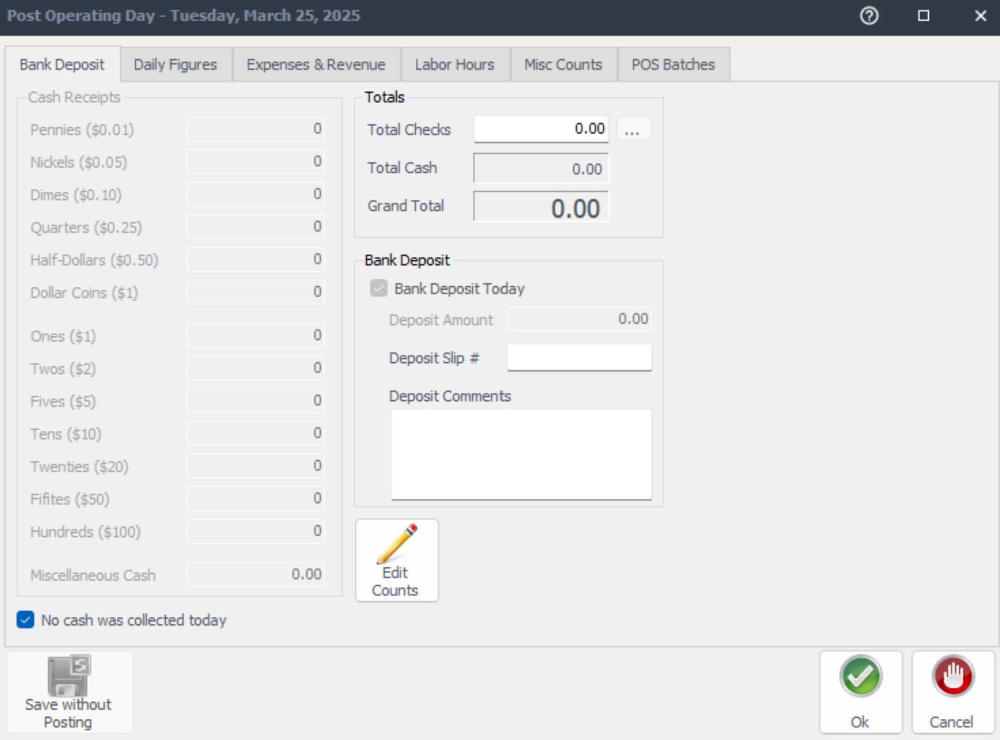 Post Operating Day - Tuesday, March 25, 2025
Bank Deposit
Daily Figures
Expenses & Revenue
Labor Hours
Misc Counts
POS Batches
Cash Receipts
Pennies ($0.01) 0
Nickels ($0.05) 0
Dimes ($0.10) 0
Quarters ($0.25) 0
Half-Dollars ($0.50) 0
Dollar Coins ($1) 0
Ones ($1) 0
Twos ($2) 0
Fives ($5) 0
Tens ($10) 0
Twenties ($20) 0
Fifites ($50) 0
Hundreds ($100) 0
Miscellaneous Cash 0.00
No cash was collected today
Totals
Total Checks 0.00 ...
Total Cash 0.00
Grand Total 0.00
Bank Deposit
Bank Deposit Today
Deposit Amount 0.00
Deposit Slip #
Deposit Comments
Edit
Counts
Save without
Posting
Ok
Cancel